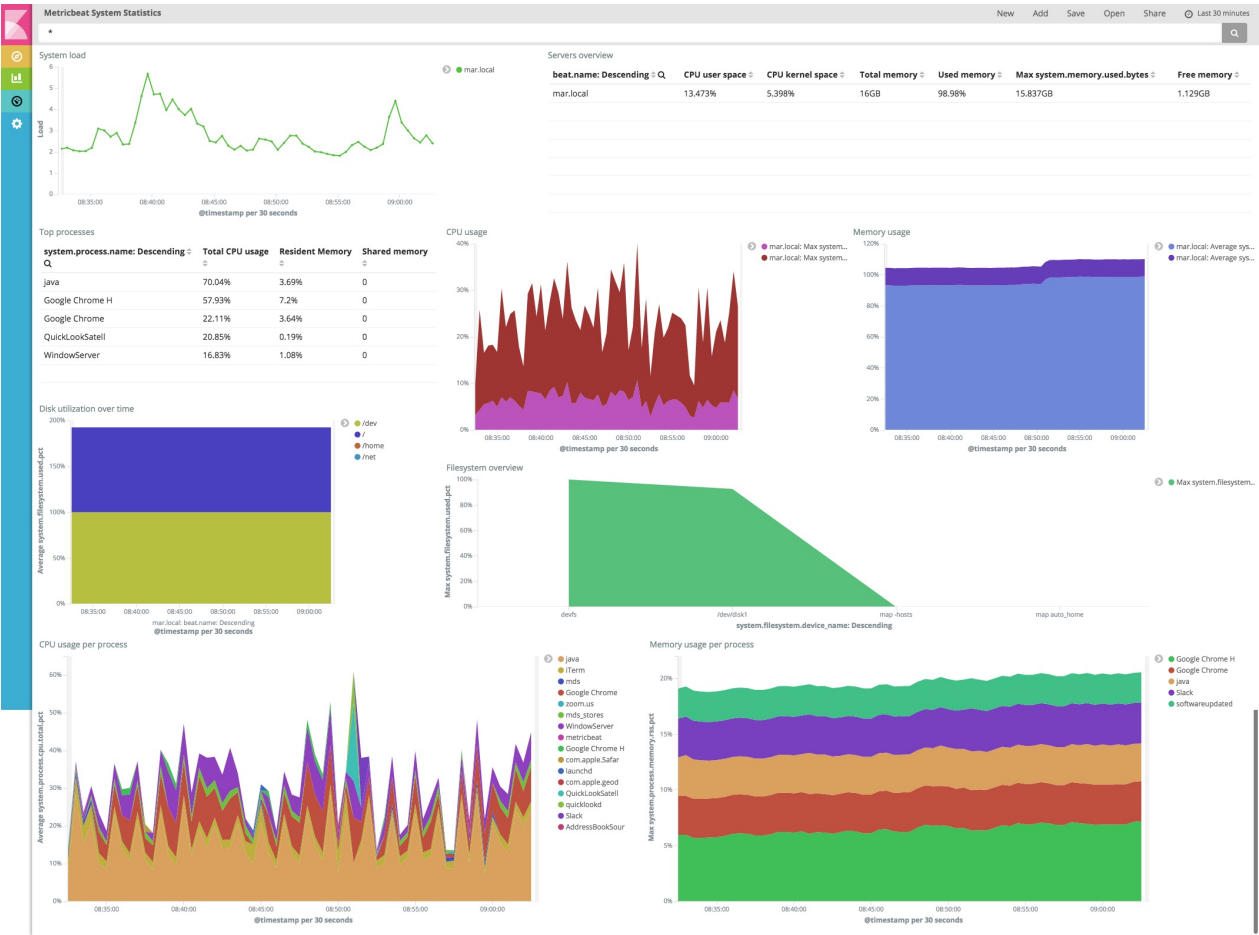 Metricbeat System Statistics
New Add Save Open Share Last 30 minutes
*
System load
6
5
4
3
2
1
0
Load
08:35:00 08:40:00 08:45:00 08:50:00 08:55:00 09:00:00
@timestamp per 30 seconds
mar.local
Servers overview
beat.name: Descending CPU user space CPU kernel space Total memory Used memory Max system.memory.used.bytes Free memory
mar.local 13.473% 5.398% 16GB 98.98% 15.837GB 1.129GB
Top processes
system.process.name: Descending Total CPU usage Resident Memory Shared memory
java 70.04% 3.69% 0
Google Chrome H 57.93% 7.2% 0
Google Chrome 22.11% 3.64% 0
QuickLookSatell 20.85% 0.19% 0
WindowServer 16.83% 1.08% 0
CPU usage
40%
30%
20%
10%
0%
08:35:00 08:40:00 08:45:00 08:50:00 08:55:00 09:00:00
@timestamp per 30 seconds
mar.local: Max system...
mar.local: Max system...
Memory usage
120%
100%
80%
60%
40%
20%
0%
08:35:00 08:40:00 08:45:00 08:50:00 08:55:00 09:00:00
@timestamp per 30 seconds
mar.local: Average sys...
mar.local: Average sys...
Disk utilization over time
200%
150%
100%
50%
0%
Average system.filesystem.used.pct
08:35:00 08:40:00 08:45:00 08:50:00 08:55:00 09:00:00
mar.local: beat.name: Descending
@timestamp per 30 seconds
/dev
/
/home
/net
Filesystem overview
100%
80%
60%
40%
20%
0%
Max system.filesystem.used.pct
devfs /dev/disk1 map -hosts map auto_home
system.filesystem.device_name: Descending
Max system.filesystem...
CPU usage per process
60%
50%
40%
30%
20%
10%
0%
Average system.process.cpu.total.pct
08:35:00 08:40:00 08:45:00 08:50:00 08:55:00 09:00:00
@timestamp per 30 seconds
java
iTerm
mds
Google Chrome
zoom.us
mds_stores
WindowServer
metricbeat
Google Chrome H
com.apple.Safar
launchd
com.apple.geod
QuickLookSatell
quicklookd
Slack
AddressBookSour
Memory usage per process
20%
15%
10%
5%
0%
Max system.process.memory.rss.pct
08:35:00 08:40:00 08:45:00 08:50:00 08:55:00 09:00:00
@timestamp per 30 seconds
Google Chrome H
Google Chrome
java
Slack
softwareupdated